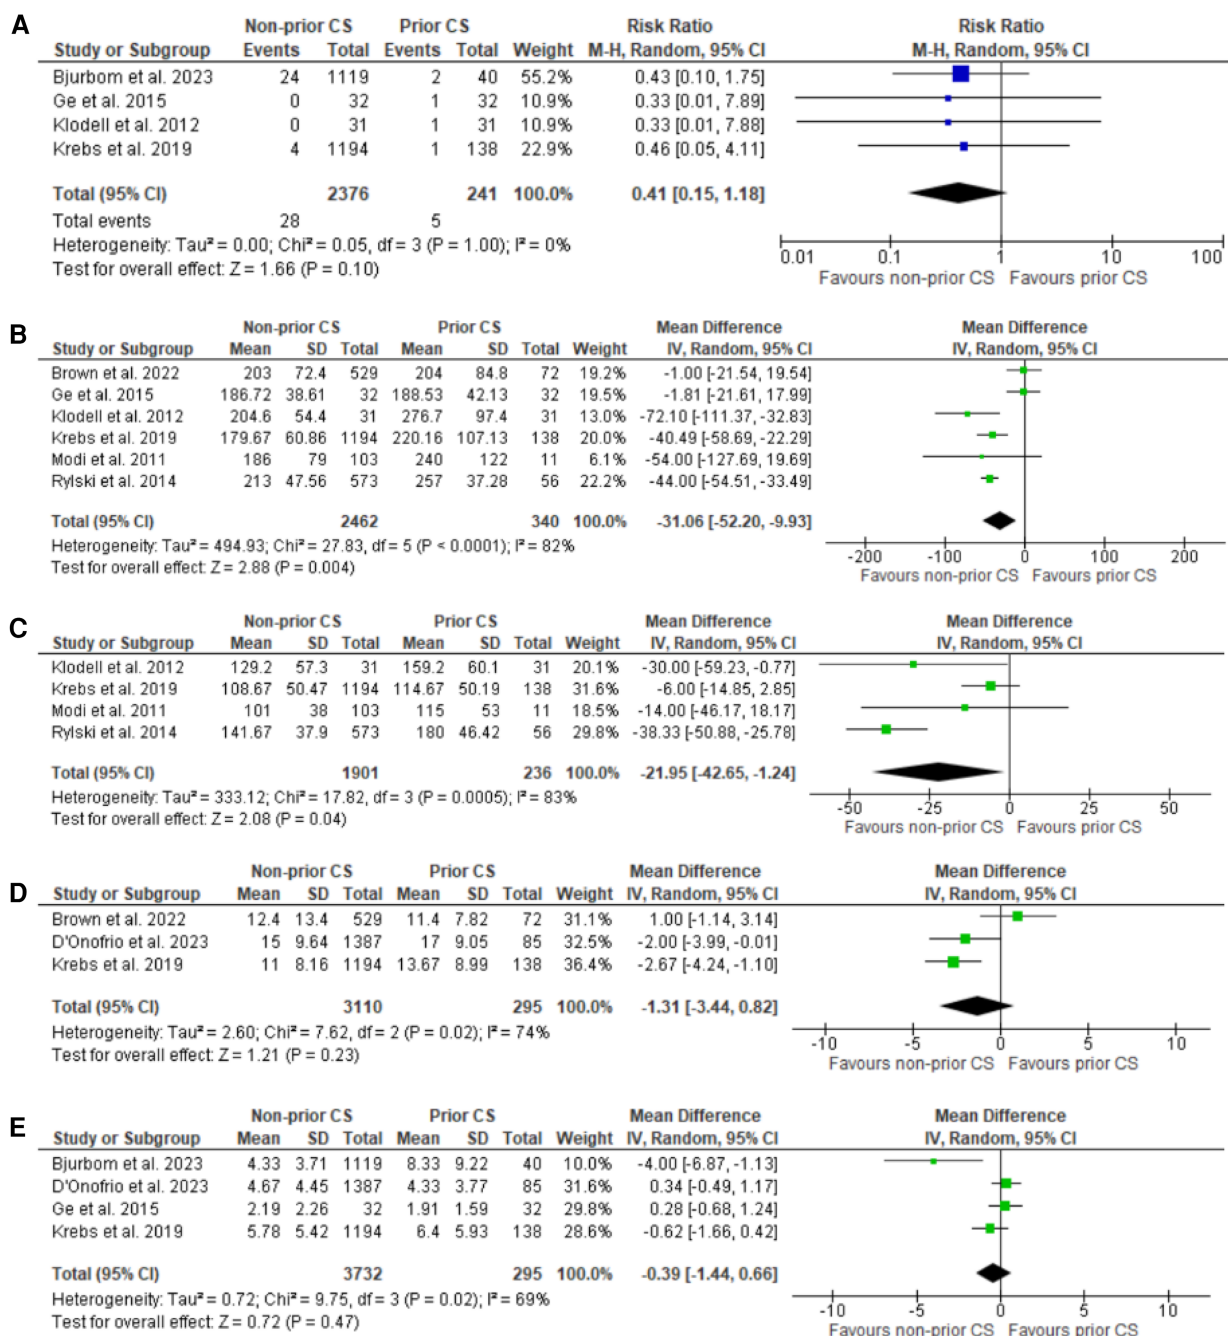 A
Non-prior CS Prior CS Risk Ratio Risk Ratio
Study or Subgroup Events Total Events Total Weight M-H, Random, 95% CI M-H, Random, 95% CI
Bjurbom et al. 2023 24 1119 2 40 55.2% 0.43 [0.10, 1.75]
Ge et al. 2015 0 32 1 32 10.9% 0.33 [0.01, 7.89]
Klodell et al. 2012 0 31 1 31 10.9% 0.33 [0.01, 7.88]
Krebs et al. 2019 4 1194 1 138 22.9% 0.46 [0.05, 4.11]
Total (95% CI) 2376 241 100.0% 0.41 [0.15, 1.18]
Total events 28 5
Heterogeneity: Tau² = 0.00; Chi² = 0.05, df = 3 (P = 1.00); I² = 0%
Test for overall effect: Z = 1.66 (P = 0.10)
0.01 0.1 1 10 100
Favours non-prior CS Favours prior CS
B
Non-prior CS Prior CS Mean Difference Mean Difference
Study or Subgroup Mean SD Total Mean SD Total Weight IV, Random, 95% CI IV, Random, 95% CI
Brown et al. 2022 203 72.4 529 204 84.8 72 19.2% -1.00 [-21.54, 19.54]
Ge et al. 2015 186.72 38.61 32 188.53 42.13 32 19.5% -1.81 [-21.61, 17.99]
Klodell et al. 2012 204.6 54.4 31 276.7 97.4 31 13.0% -72.10 [-111.37, -32.83]
Krebs et al. 2019 179.67 60.86 1194 220.16 107.13 138 20.0% -40.49 [-58.69, -22.29]
Modi et al. 2011 186 79 103 240 122 11 6.1% -54.00 [-127.69, 19.69]
Rylski et al. 2014 213 47.56 573 257 37.28 56 22.2% -44.00 [-54.51, -33.49]
Total (95% CI) 2462 340 100.0% -31.06 [-52.20, -9.93]
Heterogeneity: Tau² = 494.93; Chi² = 27.83, df = 5 (P < 0.0001); I² = 82%
Test for overall effect: Z = 2.88 (P = 0.004)
-200 -100 0 100 200
Favours non-prior CS Favours prior CS
C
Non-prior CS Prior CS Mean Difference Mean Difference
Study or Subgroup Mean SD Total Mean SD Total Weight IV, Random, 95% CI IV, Random, 95% CI
Klodell et al. 2012 129.2 57.3 31 159.2 60.1 31 20.1% -30.00 [-59.23, -0.77]
Krebs et al. 2019 108.67 50.47 1194 114.67 50.19 138 31.6% -6.00 [-14.85, 2.85]
Modi et al. 2011 101 38 103 115 53 11 18.5% -14.00 [-46.17, 18.17]
Rylski et al. 2014 141.67 37.9 573 180 46.42 56 29.8% -38.33 [-50.88, -25.78]
Total (95% CI) 1901 236 100.0% -21.95 [-42.65, -1.24]
Heterogeneity: Tau² = 333.12; Chi² = 17.82, df = 3 (P = 0.0005); I² = 83%
Test for overall effect: Z = 2.08 (P = 0.04)
-50 -25 0 25 50
Favours non-prior CS Favours prior CS
D
Non-prior CS Prior CS Mean Difference Mean Difference
Study or Subgroup Mean SD Total Mean SD Total Weight IV, Random, 95% CI IV, Random, 95% CI
Brown et al. 2022 12.4 13.4 529 11.4 7.82 72 31.1% 1.00 [-1.14, 3.14]
D'Onofrio et al. 2023 15 9.64 1387 17 9.05 85 32.5% -2.00 [-3.99, -0.01]
Krebs et al. 2019 11 8.16 1194 13.67 8.99 138 36.4% -2.67 [-4.24, -1.10]
Total (95% CI) 3110 295 100.0% -1.31 [-3.44, 0.82]
Heterogeneity: Tau² = 2.60; Chi² = 7.62, df = 2 (P = 0.02); I² = 74%
Test for overall effect: Z = 1.21 (P = 0.23)
-10 -5 0 5 10
Favours non-prior CS Favours prior CS
E
Non-prior CS Prior CS Mean Difference Mean Difference
Study or Subgroup Mean SD Total Mean SD Total Weight IV, Random, 95% CI IV, Random, 95% CI
Bjurbom et al. 2023 4.33 3.71 1119 8.33 9.22 40 10.0% -4.00 [-6.87, -1.13]
D'Onofrio et al. 2023 4.67 4.45 1387 4.33 3.77 85 31.6% 0.34 [-0.49, 1.17]
Ge et al. 2015 2.19 2.26 32 1.91 1.59 32 29.8% 0.28 [-0.68, 1.24]
Krebs et al. 2019 5.78 5.42 1194 6.4 5.93 138 28.6% -0.62 [-1.66, 0.42]
Total (95% CI) 3732 295 100.0% -0.39 [-1.44, 0.66]
Heterogeneity: Tau² = 0.72; Chi² = 9.75, df = 3 (P = 0.02); I² = 69%
Test for overall effect: Z = 0.72 (P = 0.47)
-10 -5 0 5 10
Favours non-prior CS Favours prior CS